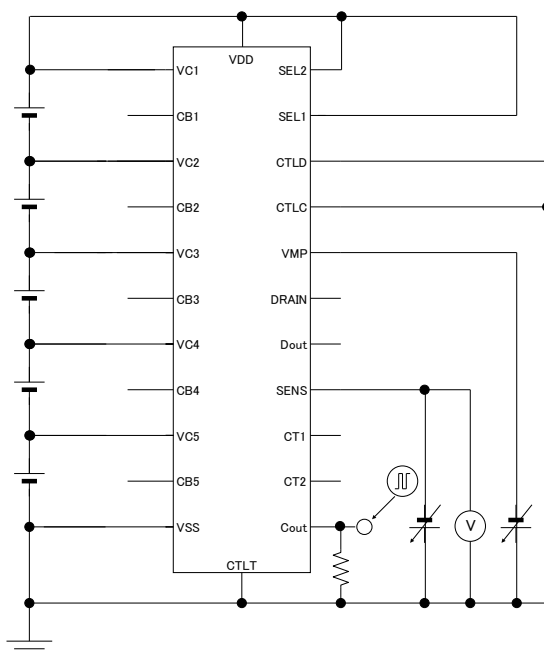 VDD
VC1
SEL2
CB1
SEL1
VC2
CTLD
CB2
CTLC
VC3
VMP
CB3
DRAIN
VC4
Dout
CB4
SENS
VC5
CT1
CB5
CT2
VSS
Cout
V
CTLT